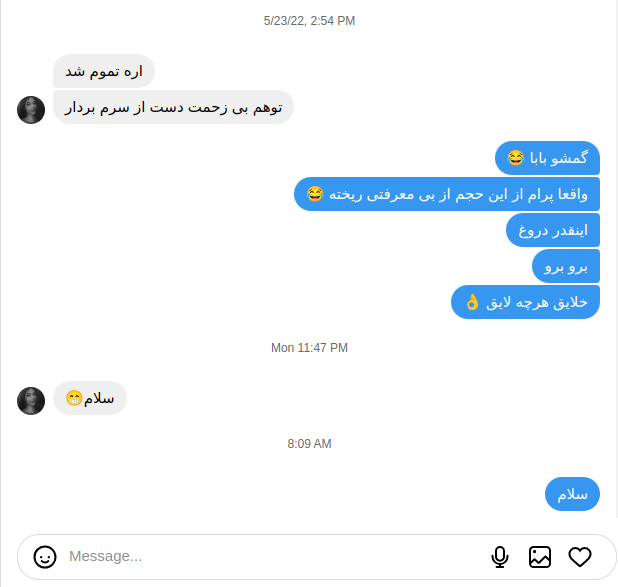 5/23/22, 2:54 PM
اره تموم شد
توهم بی زحمت دست از سرم بردار
گمشو بابا 😂
واقعا پرام از این حجم از بی معرفتی ریخته 😂
اینقدر دروغ
برو برو
خلایق هرچه لایق 👌
Mon 11:47 PM
سلام😁
8:09 AM
سلام
Message...